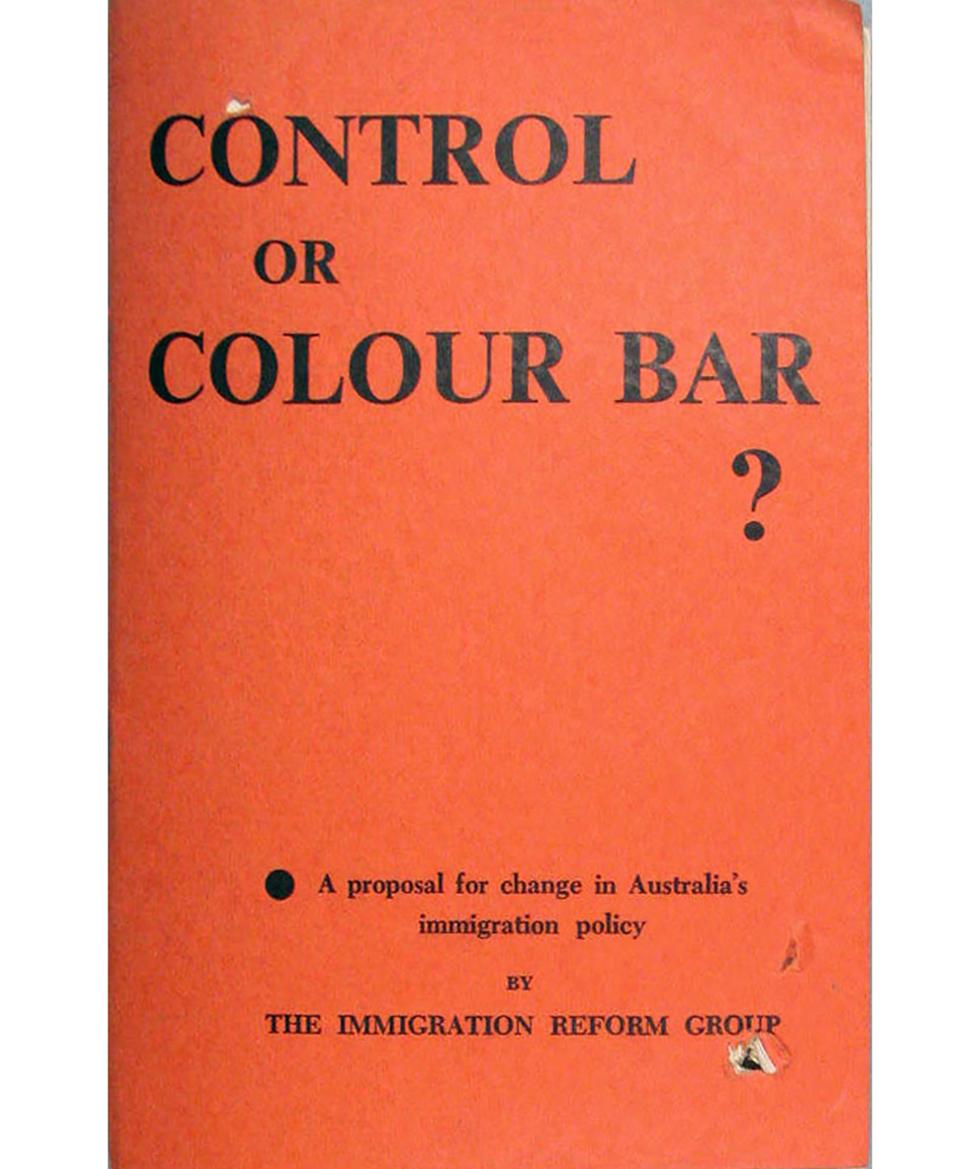 CONTROL
OR
COLOUR BAR
?
● A proposal for change in Australia's
immigration policy
BY
THE IMMIGRATION REFORM GROUP